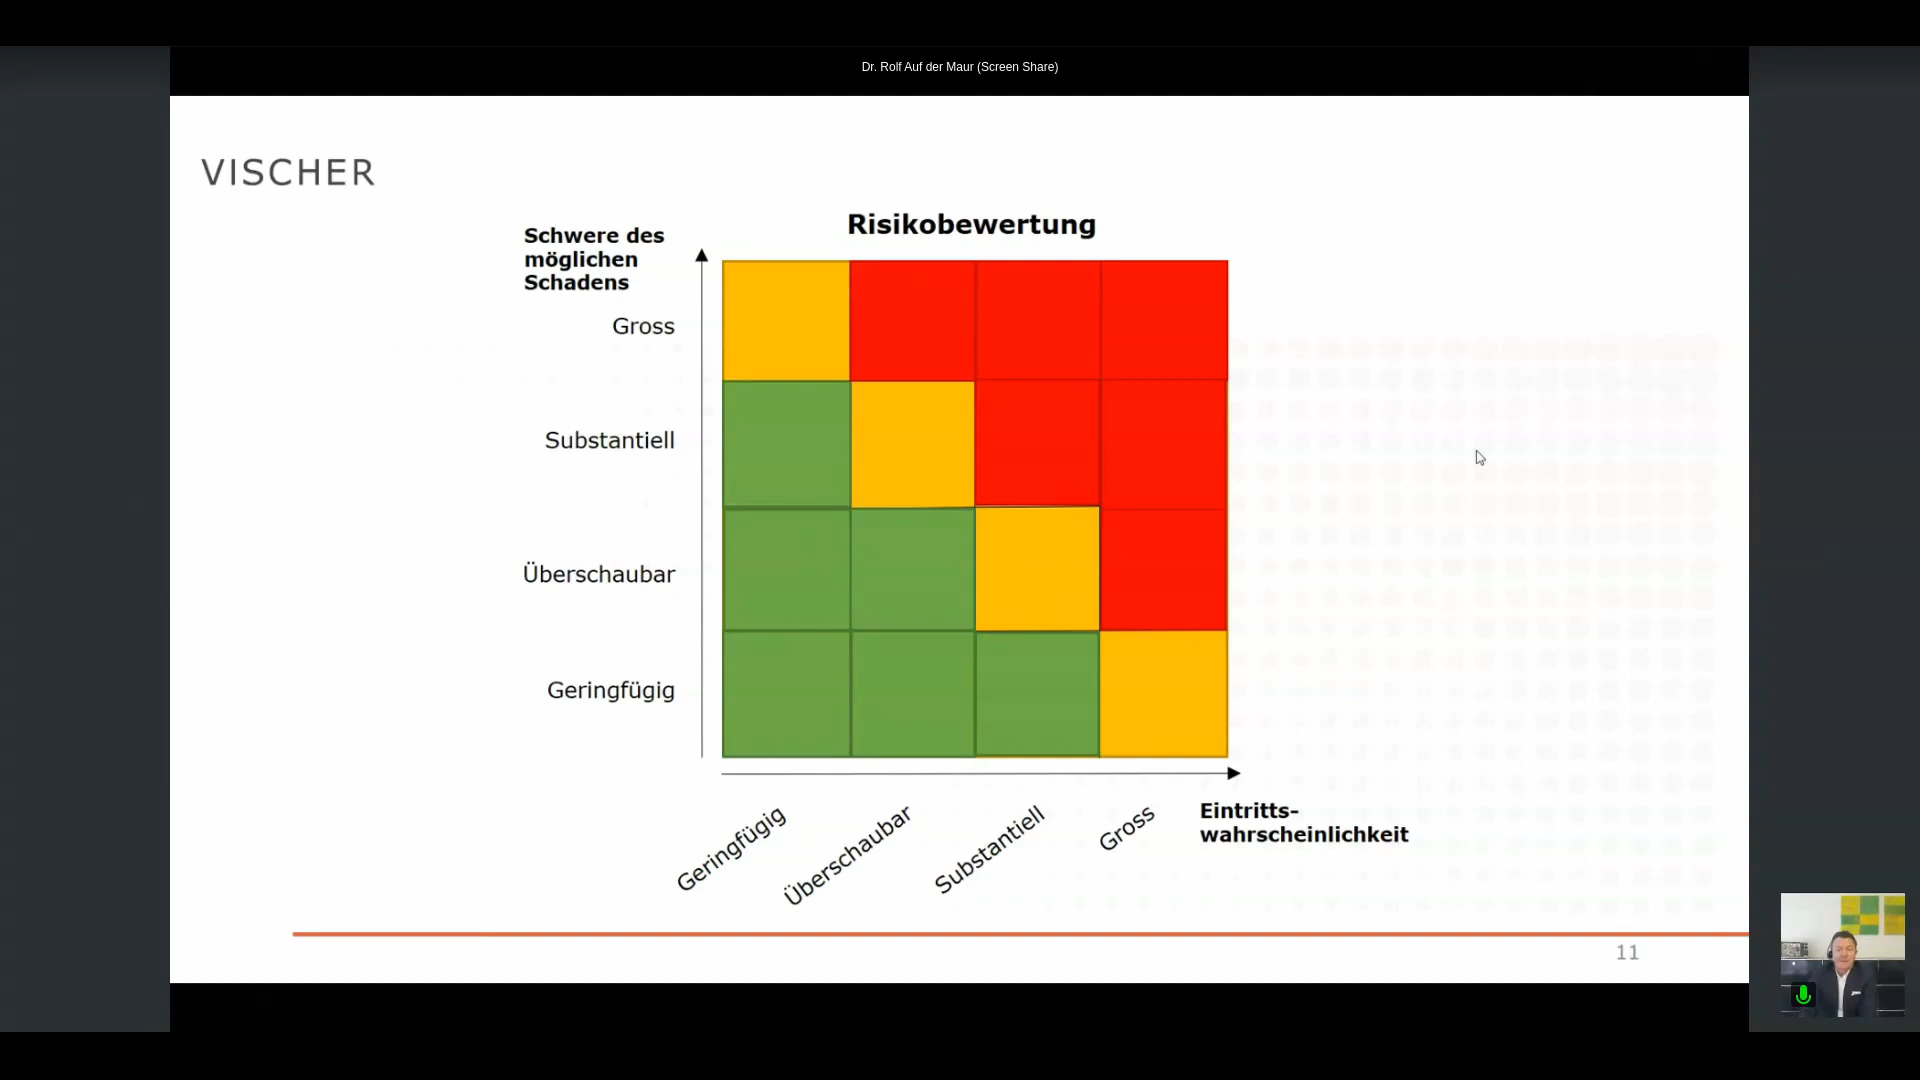 Dr. Rolf Auf der Maur (Screen Share)
VISCHER
Risikobewertung
Schwere des
möglichen
Schadens
Gross
Substantiell
Überschaubar
Geringfügig
Geringfügig
Überschaubar
Substantiell
Gross
Eintritts-
wahrscheinlichkeit
11